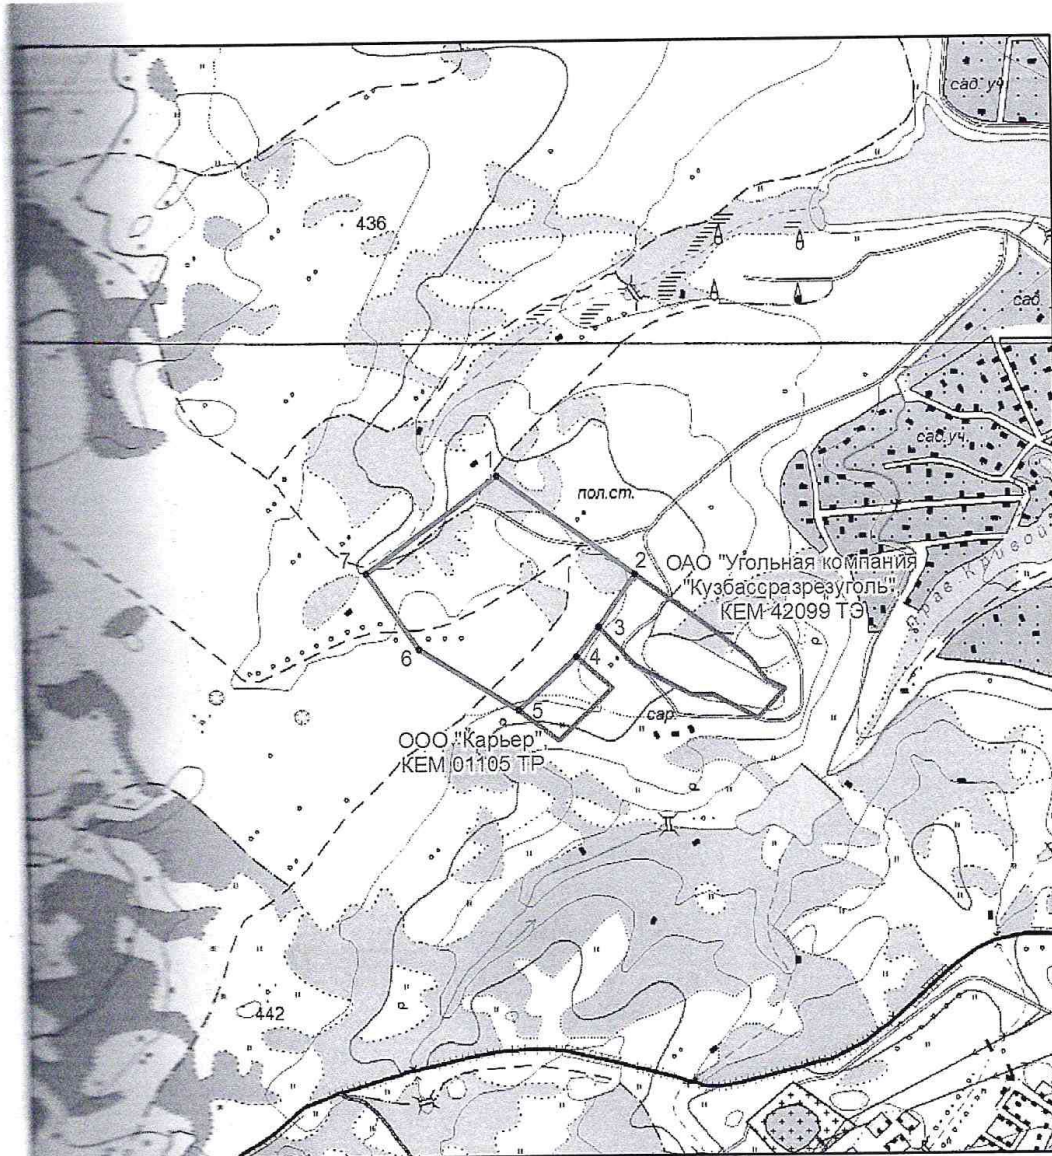 сад. уч.
436
сад.
сад. уч.
1
пол.ст.
7
2
ОАО "Угольная компания
"Кузбассразрезуголь"
КЕМ 42099 ТЭ
3
4
6
5
сар.
ООО "Карьер"
КЕМ 01105 ТР
442